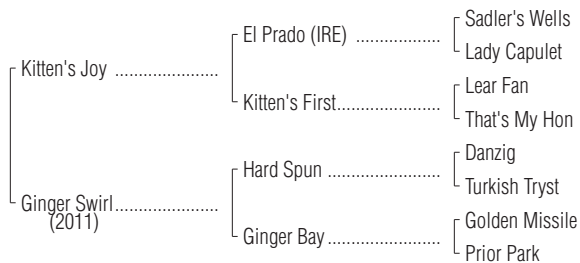 Sadler's Wells
El Prado (IRE) ....................
Lady Capulet
Kitten's Joy ........................
Lear Fan
Kitten's First.........................
That's My Hon
Danzig
Hard Spun ...........................
Turkish Tryst
Ginger Swirl........................
(2011)
Golden Missile
Ginger Bay ...........................
Prior Park